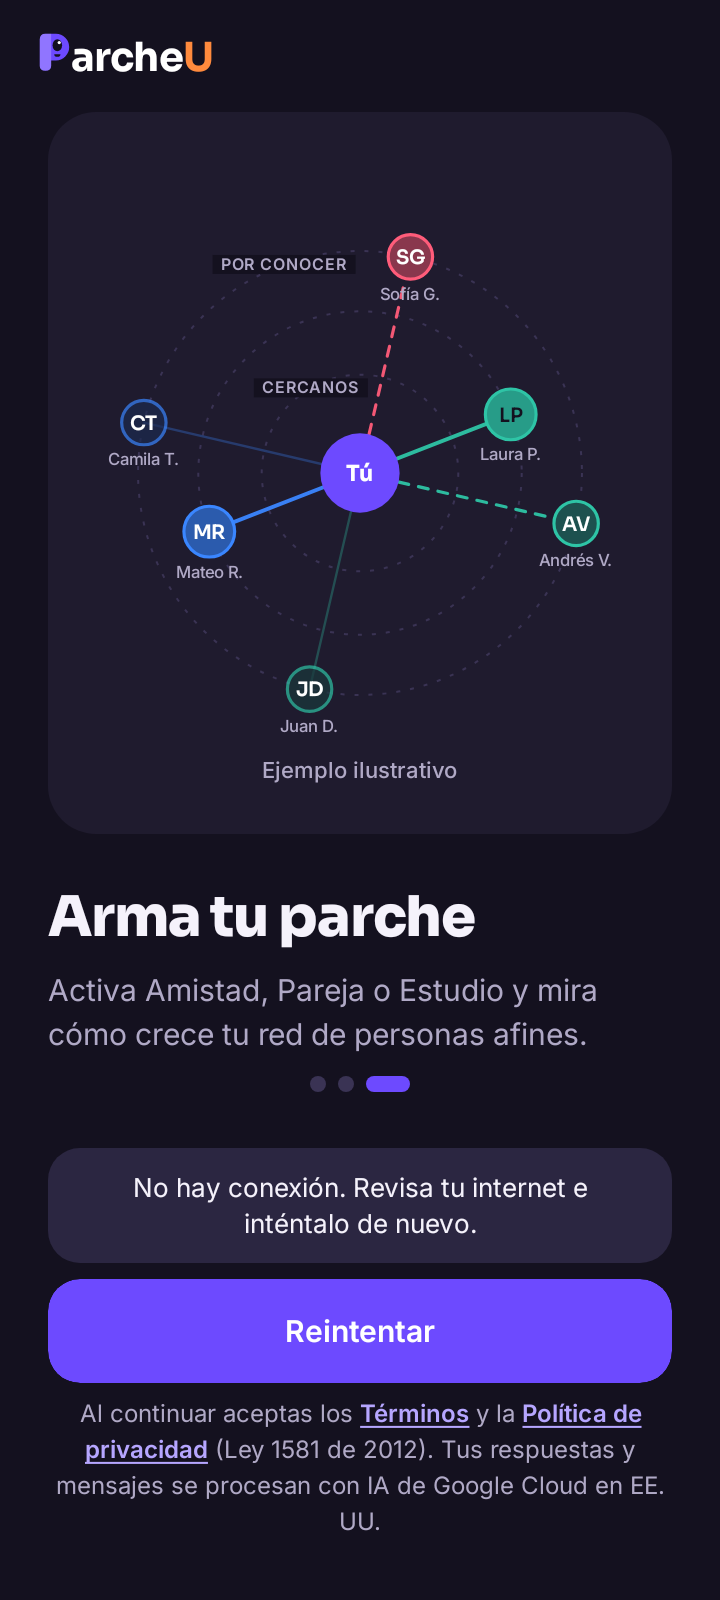 ParcheU
POR CONOCER
SG
Sofía G.
CERCANOS
CT
Camila T.
LP
Laura P.
Tú
MR
Mateo R.
AV
Andrés V.
JD
Juan D.
Ejemplo ilustrativo
Arma tu parche
Activa Amistad, Pareja o Estudio y mira
cómo crece tu red de personas afines.
No hay conexión. Revisa tu internet e
inténtalo de nuevo.
Reintentar
Al continuar aceptas los Términos y la Política de
privacidad (Ley 1581 de 2012). Tus respuestas y
mensajes se procesan con IA de Google Cloud en EE.
UU.